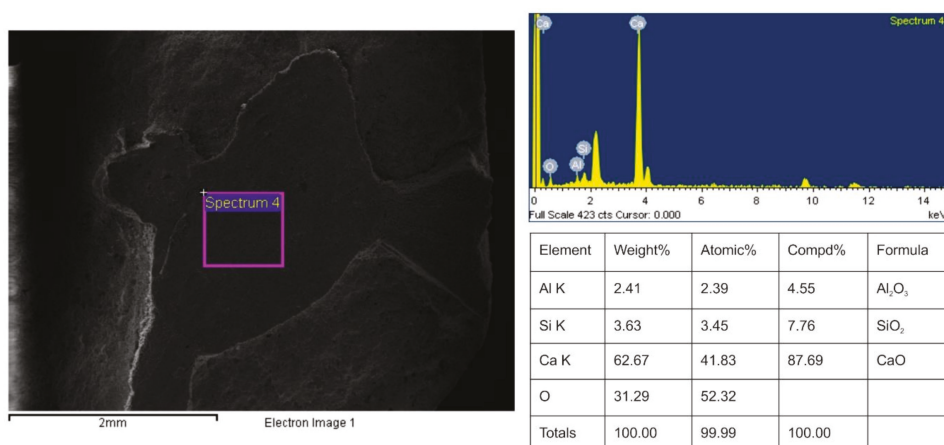 Spectrum 4
2mm
Electron Image 1
Spectrum 4
Ca
Ca
Si
O
Al
0 2 4 6 8 10 12 14
Full Scale 423 cts Cursor: 0.000
keV
Element Weight% Atomic% Compd% Formula
Al K 2.41 2.39 4.55 Al₂O₃
Si K 3.63 3.45 7.76 SiO₂
Ca K 62.67 41.83 87.69 CaO
O 31.29 52.32
Totals 100.00 99.99 100.00